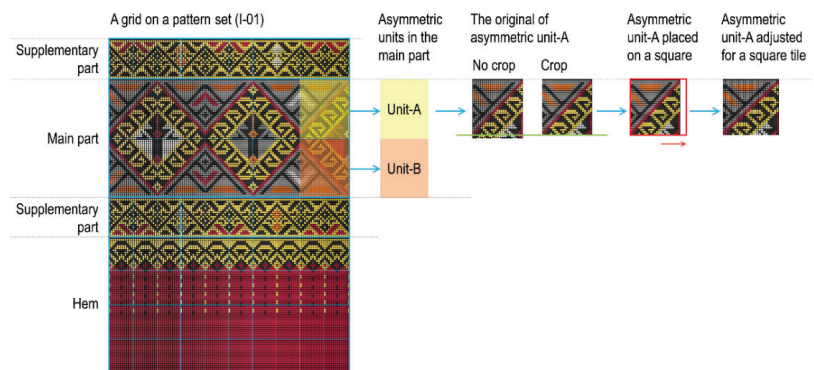 A grid on a pattern set (I-01)
Asymmetric
units in the
main part
The original of
asymmetric unit-A
Asymmetric
unit-A placed
on a square
Asymmetric
unit-A adjusted
for a square tile
No crop
Crop
Supplementary
part
Main part
Unit-A
Unit-B
Supplementary
part
Hem